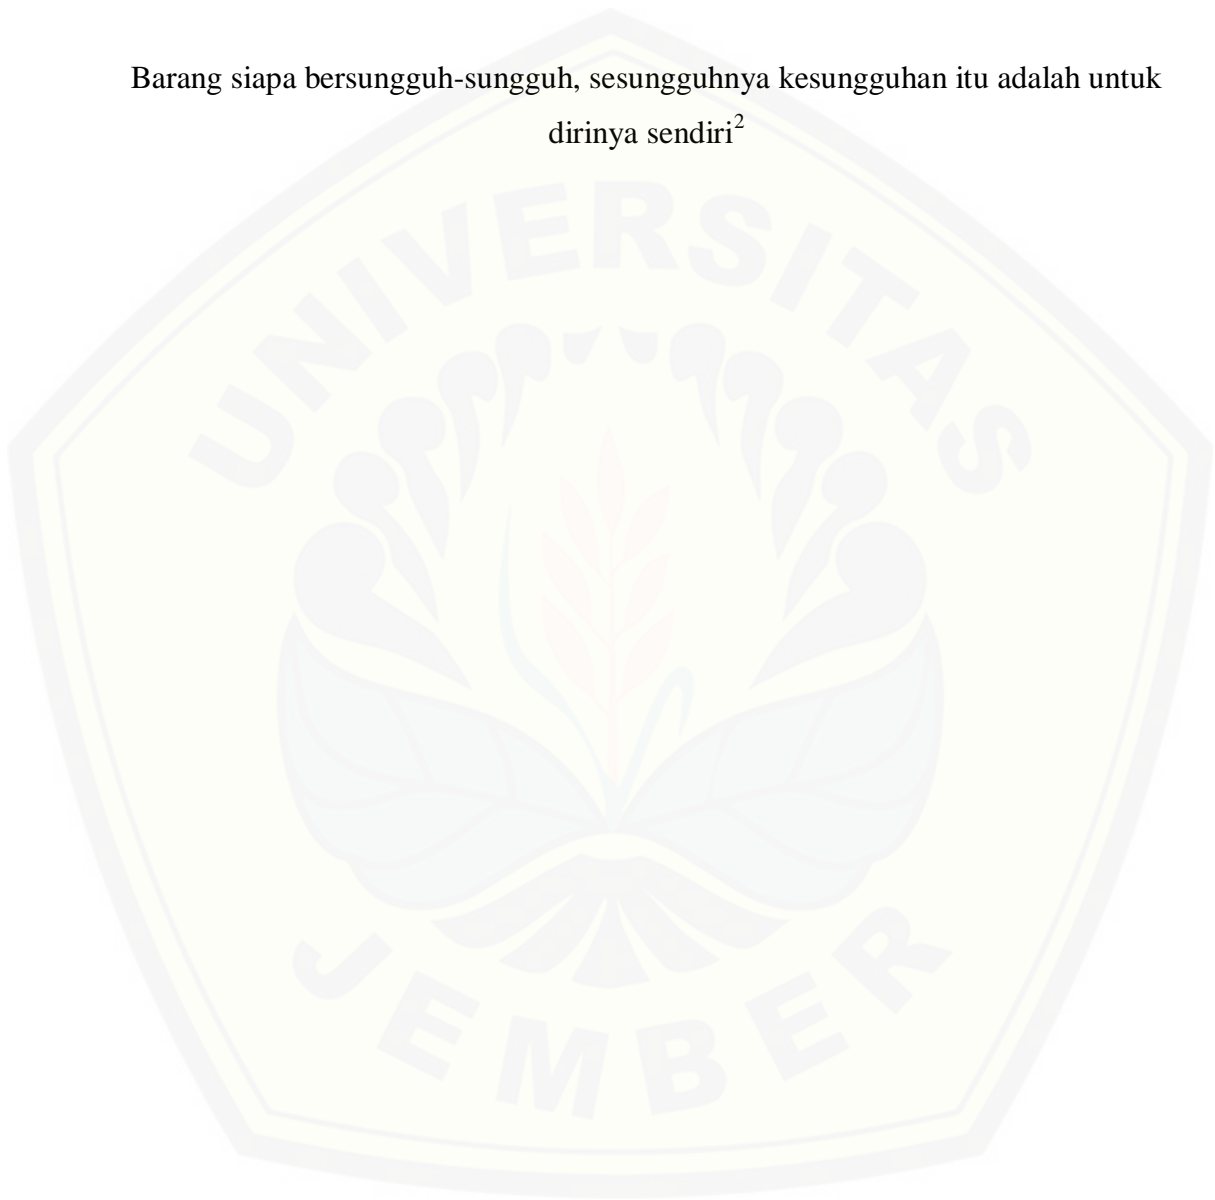 Barang siapa bersungguh-sungguh, sesungguhnya kesungguhan itu adalah untuk
dirinya sendiri²
UNIVERSITAS
JEMBER